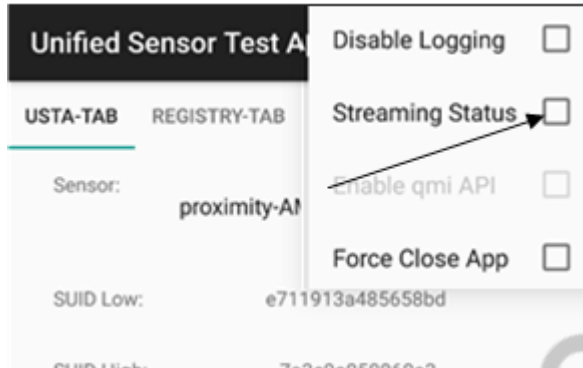 Unified Sensor Test A
Disable Logging
USTA-TAB REGISTRY-TAB
Streaming Status
Enable qmi API
Sensor:
proximity-AM
Force Close App
SUID Low: e711913a485658bd